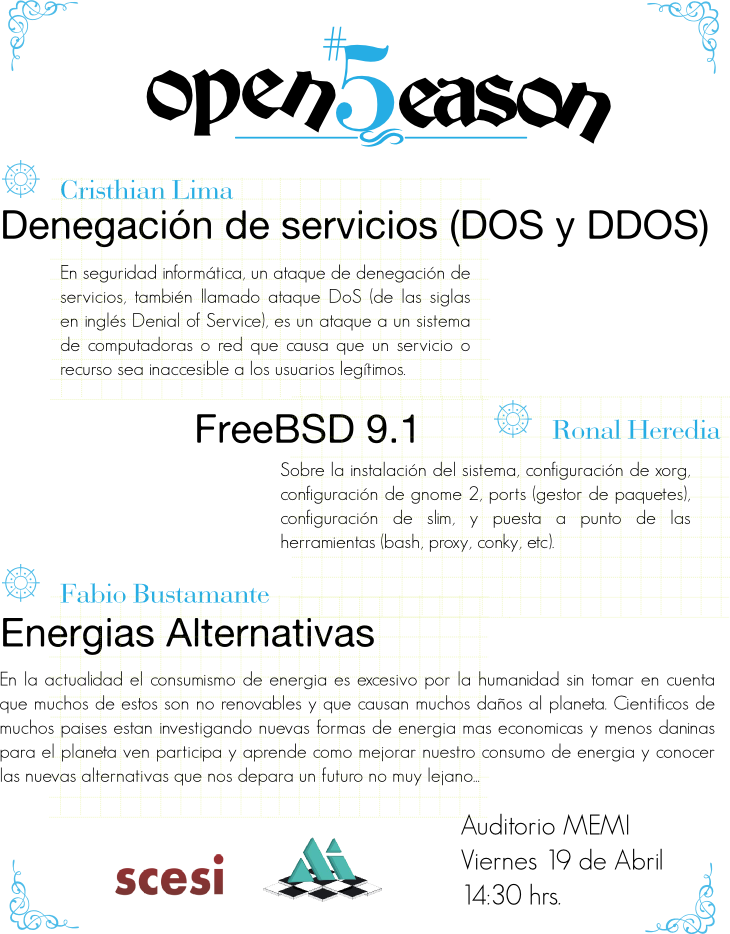 #5
open5eason
Cristhian Lima
Denegación de servicios (DOS y DDOS)
En seguridad informática, un ataque de denegación de
servicios, también llamado ataque DoS (de las siglas
en inglés Denial of Service), es un ataque a un sistema
de computadoras o red que causa que un servicio o
recurso sea inaccesible a los usuarios legítimos.
FreeBSD 9.1
Ronal Heredia
Sobre la instalación del sistema, configuración de xorg,
configuración de gnome 2, ports (gestor de paquetes),
configuración de slim, y puesta a punto de las
herramientas (bash, proxy, conky, etc).
Fabio Bustamante
Energias Alternativas
En la actualidad el consumismo de energia es excesivo por la humanidad sin tomar en cuenta
que muchos de estos son no renovables y que causan muchos daños al planeta. Cientificos de
muchos paises estan investigando nuevas formas de energia mas economicas y menos daninas
para el planeta ven participa y aprende como mejorar nuestro consumo de energia y conocer
las nuevas alternativas que nos depara un futuro no muy lejano...
Auditorio MEMI
Viernes 19 de Abril
14:30 hrs.
scesi